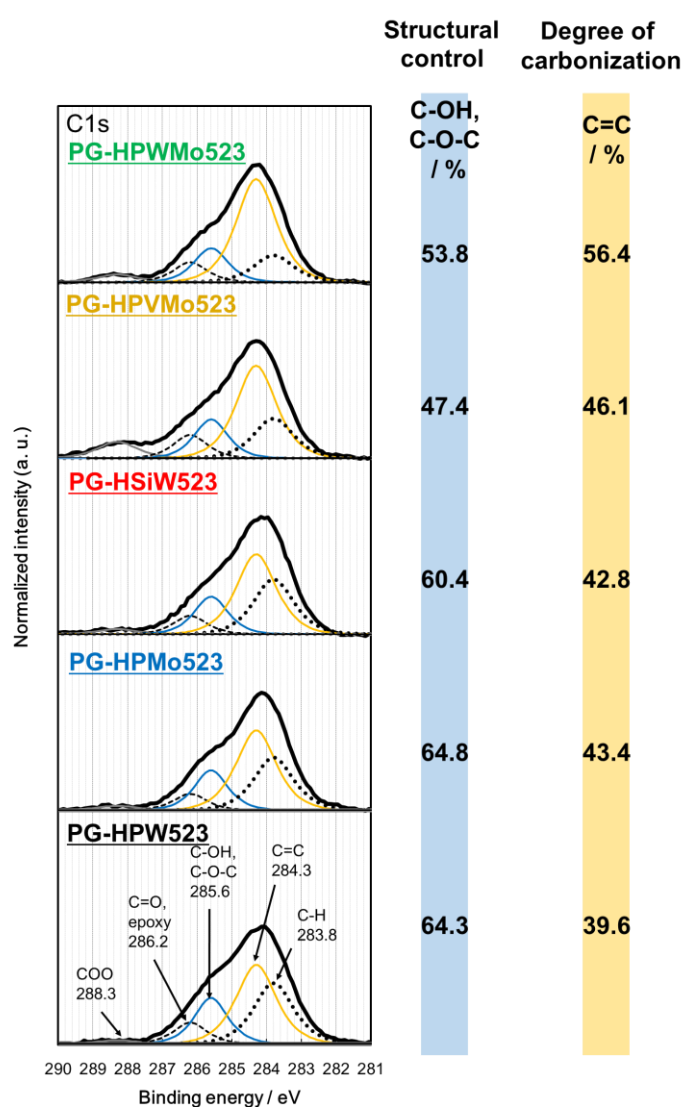 Structural
control
Degree of
carbonization
C-OH,
C-O-C
/ %
C=C
/ %
C1s
PG-HPWMo523
53.8
56.4
PG-HPVMo523
47.4
46.1
PG-HSiW523
60.4
42.8
PG-HPMo523
64.8
43.4
PG-HPW523
C-OH,
C-O-C
285.6
C=C
284.3
C=O,
epoxy
286.2
C-H
283.8
COO
288.3
64.3
39.6
Normalized intensity (a. u.)
290 289 288 287 286 285 284 283 282 281
Binding energy / eV